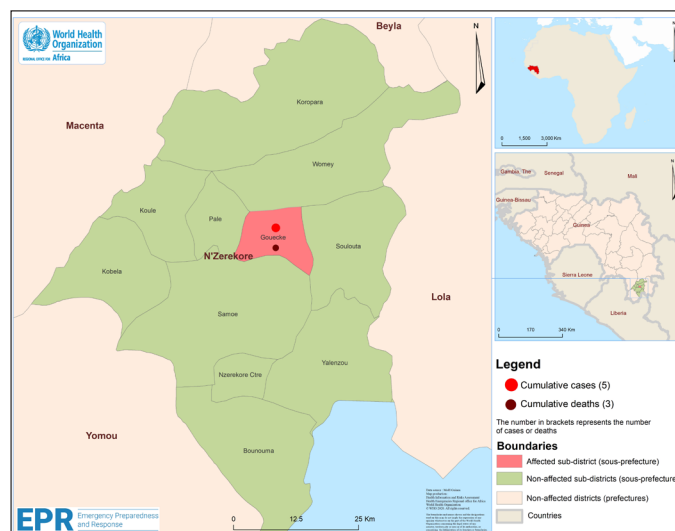 World Health
Organization
REGIONAL OFFICE FOR Africa
Beyla
N
Macenta
Koropara
Womey
Koule
Pale
Gouecke
N'Zerekore
Soulouta
Kobela
Lola
Samoe
Yalenzou
Nzerekore Ctre
Yomou
Bounouma
EPR
Emergency Preparedness
and Response
0 12.5 25 Km
N
0 1,500 3,000 Km
Gambia, The
Senegal
Mali
Guinea-Bissau
Guinea
Sierra Leone
Liberia
0 170 340 Km
Legend
Cumulative cases (5)
Cumulative deaths (3)
The number in brackets represents the number
of cases or deaths
Boundaries
Affected sub-district (sous-prefecture)
Non-affected sub-districts (sous-prefecture
Non-affected districts (prefectures)
Countries